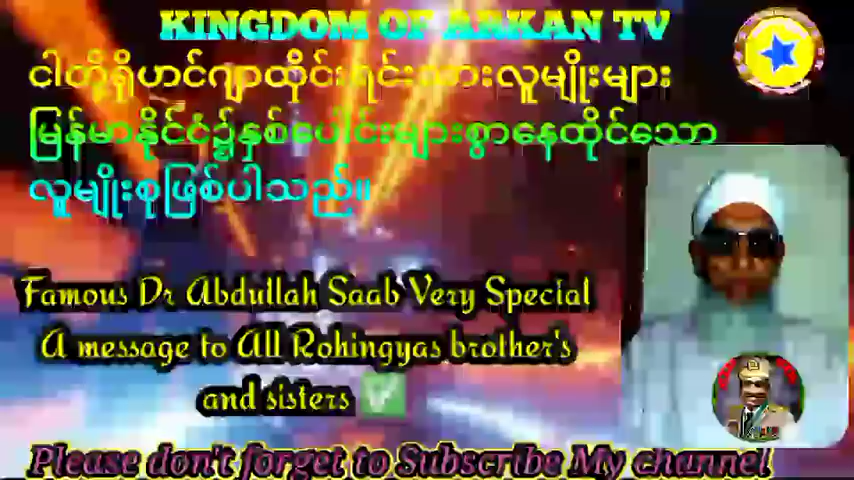 KINGDOM OF ARKAN TV
ငါတို့ရိုဟင်ဂျာထိုင်းရင်းသားလူမျိုးများ
မြန်မာနိုင်ငံ၌နှစ်ပေါင်းများစွာနေထိုင်သော
လူမျိုးစုဖြစ်ပါသည်။
Famous Dr Abdullah Saab Very Special
A message to All Rohingyas brother's
and sisters ✅
Please don't forget to Subscribe My channel